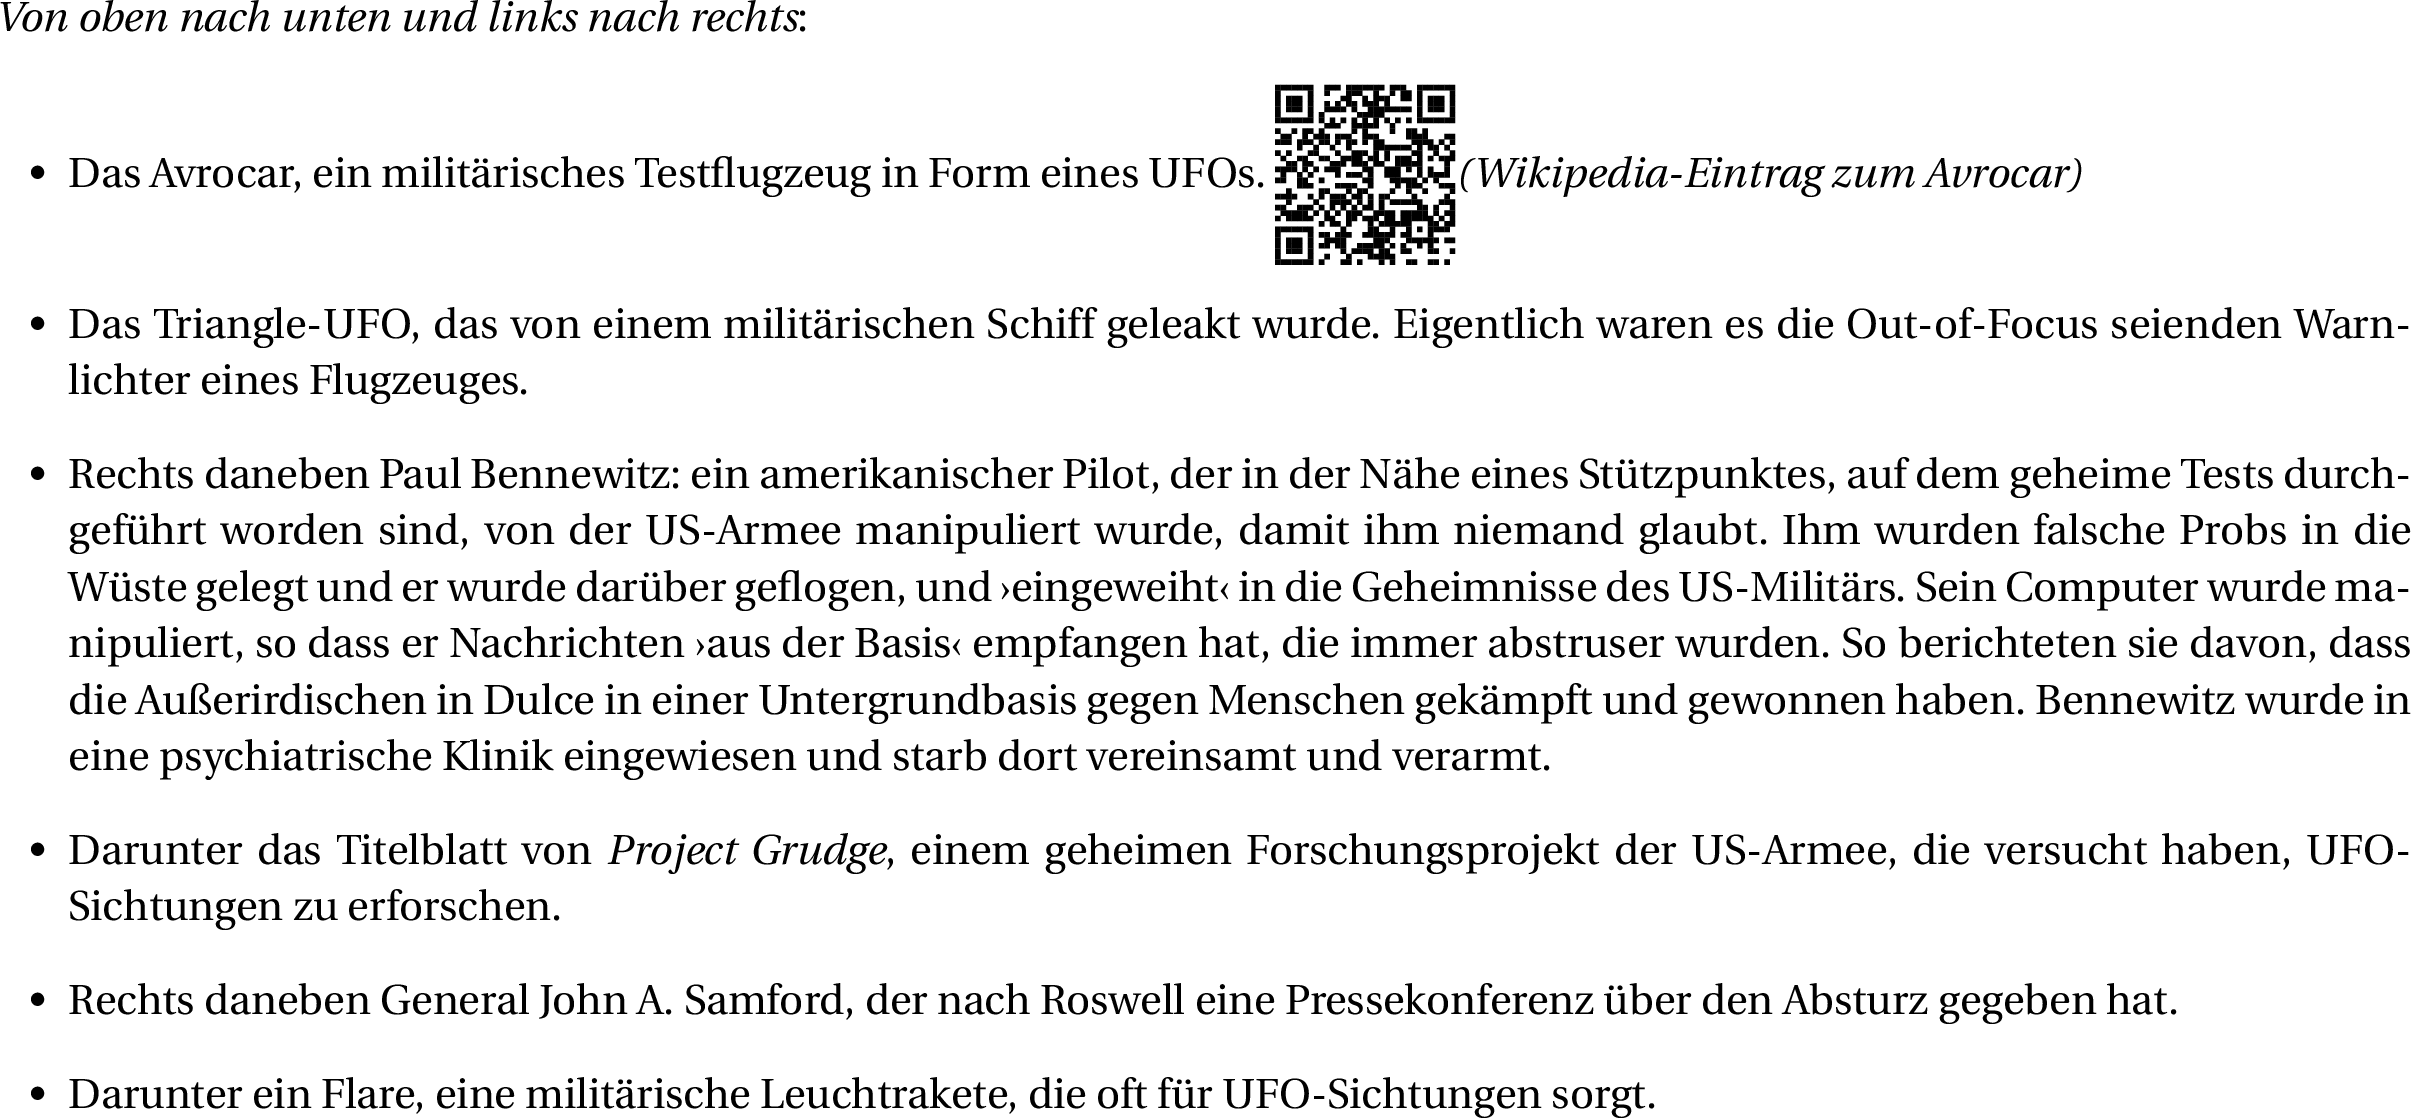 Von oben nach unten und links nach rechts:
• Das Avrocar, ein militärisches Testflugzeug in Form eines UFOs. (Wikipedia-Eintrag zum Avrocar)
• Das Triangle-UFO, das von einem militärischen Schiff geleakt wurde. Eigentlich waren es die Out-of-Focus seienden Warn-
lichter eines Flugzeuges.
• Rechts daneben Paul Bennewitz: ein amerikanischer Pilot, der in der Nähe eines Stützpunktes, auf dem geheime Tests durch-
geführt worden sind, von der US-Armee manipuliert wurde, damit ihm niemand glaubt. Ihm wurden falsche Probs in die
Wüste gelegt und er wurde darüber geflogen, und ›eingeweiht‹ in die Geheimnisse des US-Militärs. Sein Computer wurde ma-
nipuliert, so dass er Nachrichten ›aus der Basis‹ empfangen hat, die immer abstruser wurden. So berichteten sie davon, dass
die Außerirdischen in Dulce in einer Untergrundbasis gegen Menschen gekämpft und gewonnen haben. Bennewitz wurde in
eine psychiatrische Klinik eingewiesen und starb dort vereinsamt und verarmt.
• Darunter das Titelblatt von Project Grudge, einem geheimen Forschungsprojekt der US-Armee, die versucht haben, UFO-
Sichtungen zu erforschen.
• Rechts daneben General John A. Samford, der nach Roswell eine Pressekonferenz über den Absturz gegeben hat.
• Darunter ein Flare, eine militärische Leuchtrakete, die oft für UFO-Sichtungen sorgt.